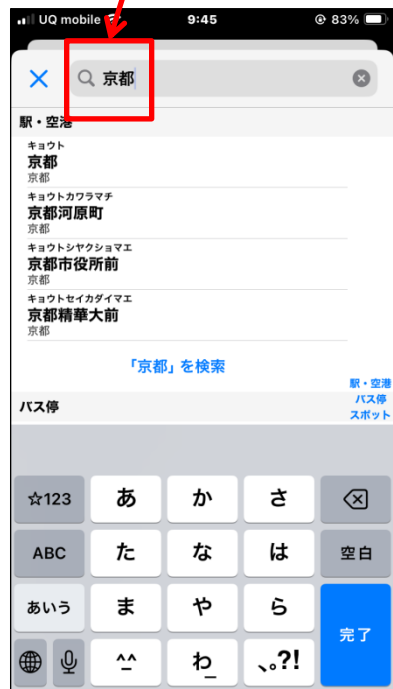 UQ mobile 9:45 83%
京都
駅・空港
キョウト
京都
京都
キョウトカワラマチ
京都河原町
京都
キョウトシヤクショマエ
京都市役所前
京都
キョウトセイカダイマエ
京都精華大前
京都
「京都」を検索
駅・空港
バス停
スポット
バス停
☆123 あ か さ
ABC た な は 空白
あいう ま や ら
^^ わ_ 、。?! 完了